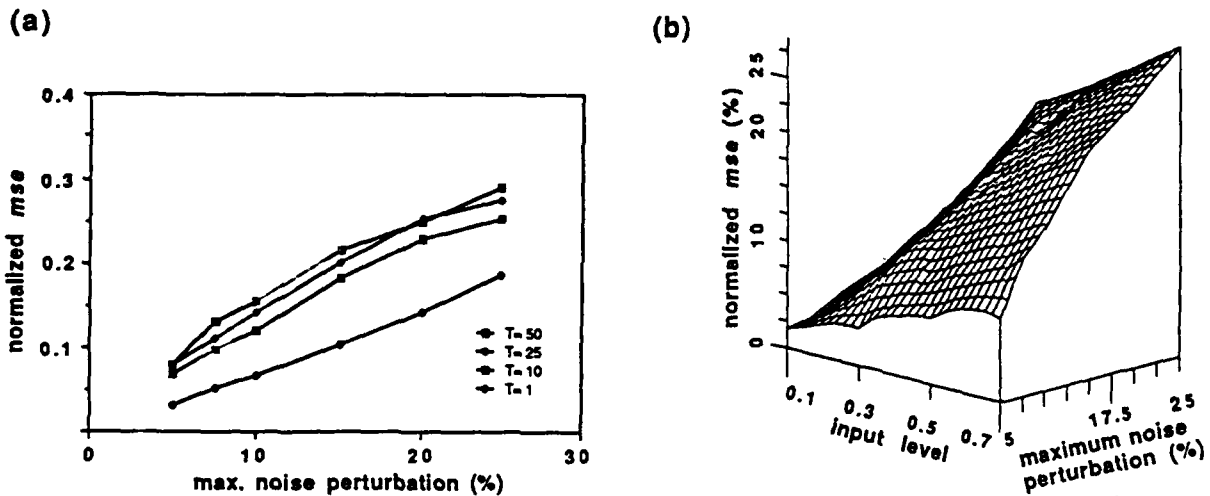 (a)
0.4
0.3
0.2
0.1
0
10
20
30
normalized mse
max. noise perturbation (%)
T=50
T=25
T=10
T=1
(b)
25
20
10
5
0
normalized mse (%)
0.1
0.3
0.5
0.7
input level
5
17.5
25
maximum noise
perturbation (%)